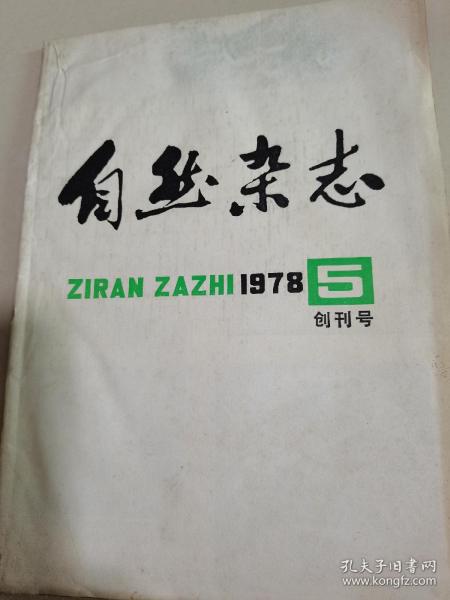 自然杂志
ZIRAN ZAZHI 1978 5
创刊号
孔夫子旧书网
www.kongfz.com